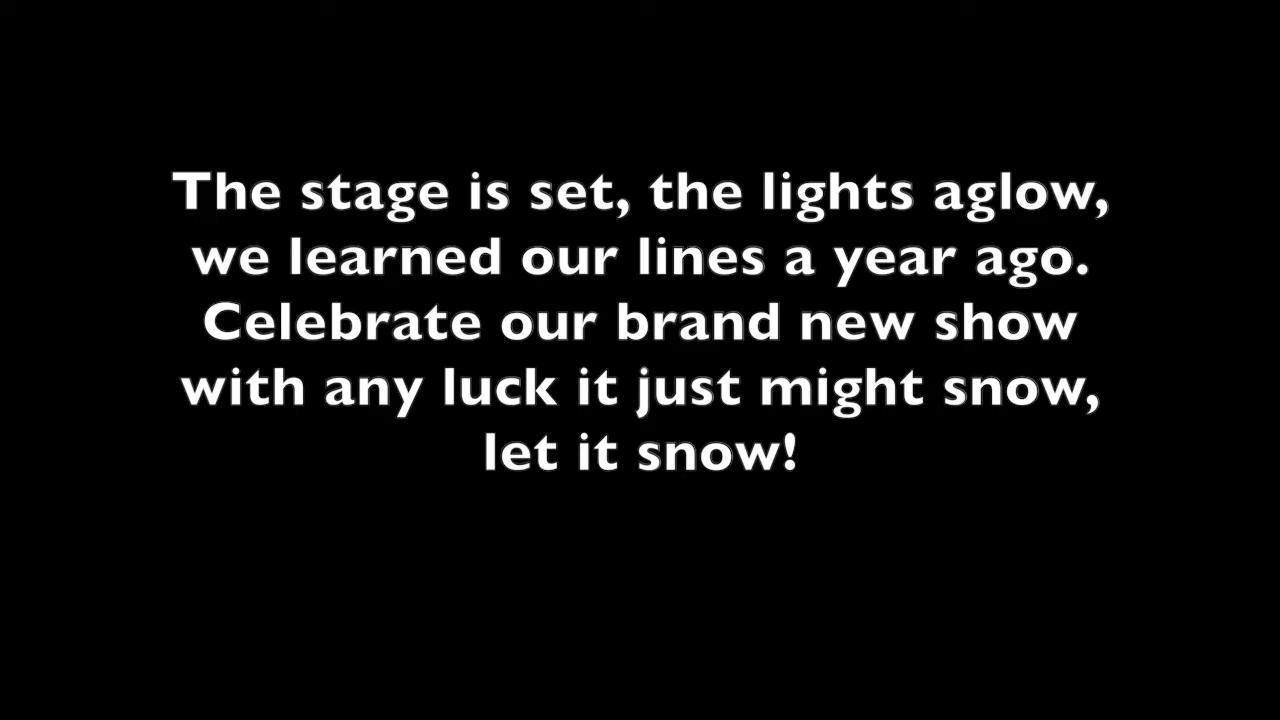 The stage is set, the lights aglow,
we learned our lines a year ago.
Celebrate our brand new show
with any luck it just might snow,
let it snow!